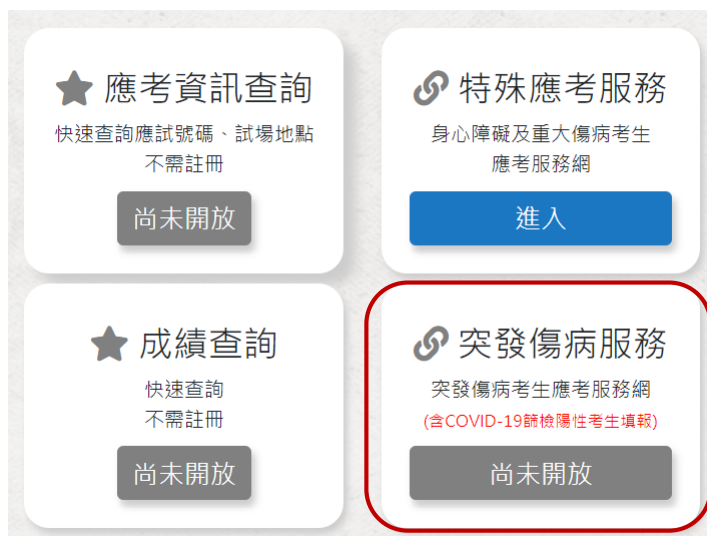 應考資訊查詢
快速查詢應試號碼、試場地點
不需註冊
尚未開放
特殊應考服務
身心障礙及重大傷病考生
應考服務網
進入
成績查詢
快速查詢
不需註冊
尚未開放
突發傷病服務
突發傷病考生應考服務網
(含COVID-19篩檢陽性考生填報)
尚未開放